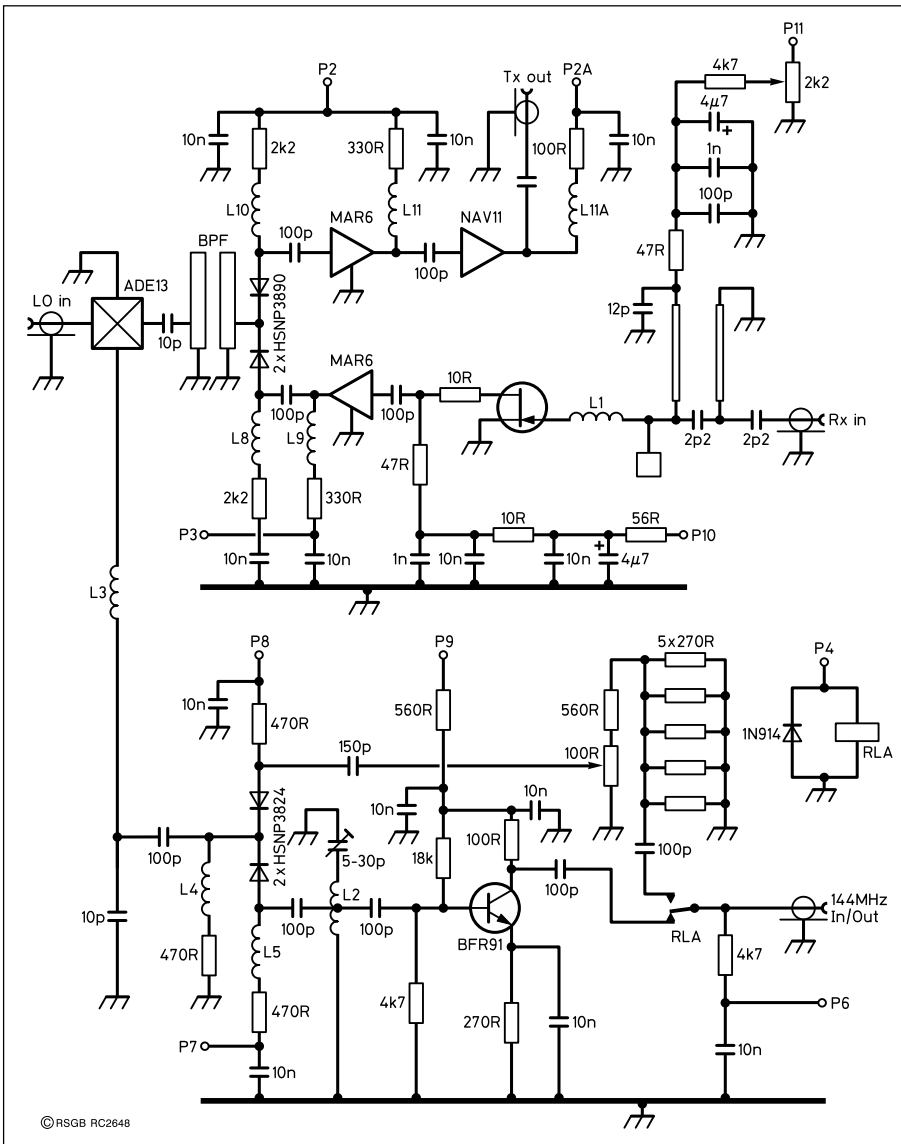 P2
Tx out
P2A
P11
4k7
2k2
4µ7
+
10n
2k2
330R
10n
100R
10n
1n
100p
L10
L11
L11A
MAR6
NAV11
100p
100p
47R
BPF
ADE13
LO in
10p
2 x HSNP3890
12p
MAR6
10R
L1
100p
100p
2p2
2p2
Rx in
L8
L9
47R
2k2
330R
P3
10R
56R
P10
10n
10n
1n
10n
10n
+
4µ7
L3
P8
P9
5x270R
P4
10n
470R
560R
560R
1N914
RLA
150p
100R
2 x HSNP3824
5-30p
10n
10n
100R
18k
100p
100p
L4
L2
100p
100p
100p
BFR91
RLA
144MHz
In/Out
10p
470R
L5
470R
4k7
270R
10n
4k7
P6
P7
10n
10n
© RSGB RC2648